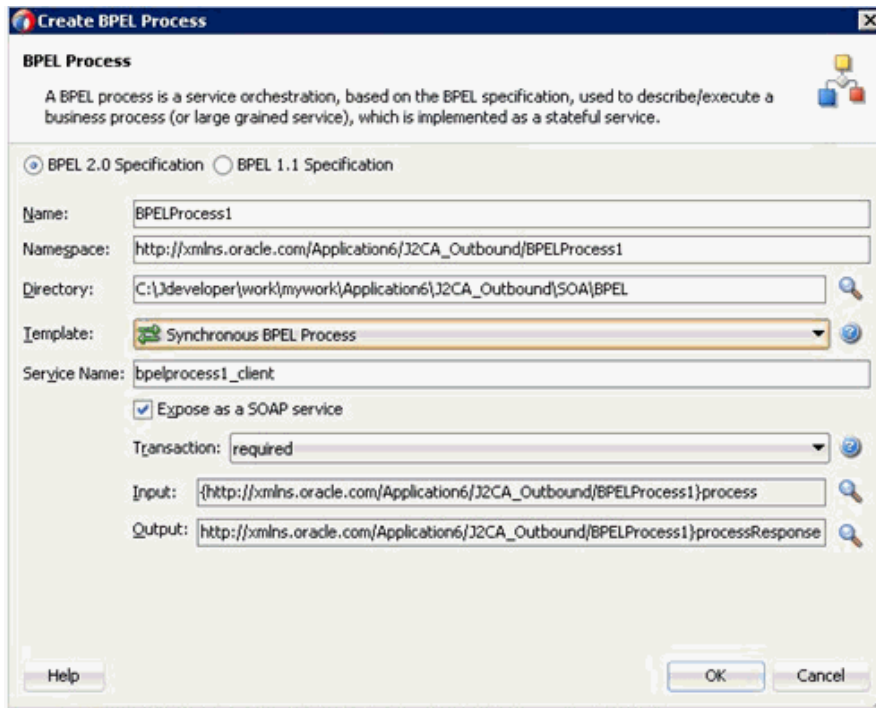 Create BPEL Process
BPEL Process
A BPEL process is a service orchestration, based on the BPEL specification, used to describe/execute a
business process (or large grained service), which is implemented as a stateful service.
BPEL 2.0 Specification BPEL 1.1 Specification
Name: BPELProcess1
Namespace: http://xmlns.oracle.com/Application6/J2CA_Outbound/BPELProcess1
Directory: C:\Jdeveloper\work\mywork\Application6\J2CA_Outbound\SOA\BPEL
Template: Synchronous BPEL Process
Service Name: bpelprocess1_client
Expose as a SOAP service
Transaction: required
Input: {http://xmlns.oracle.com/Application6/J2CA_Outbound/BPELProcess1}process
Output: http://xmlns.oracle.com/Application6/J2CA_Outbound/BPELProcess1}processResponse
Help OK Cancel